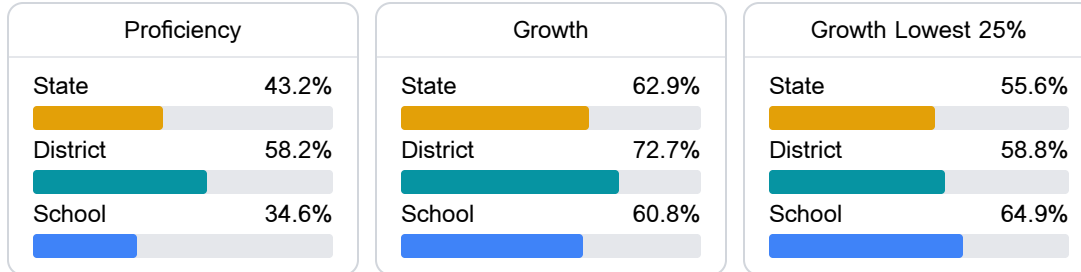 Proficiency
State 43.2%
District 58.2%
School 34.6%
Growth
State 62.9%
District 72.7%
School 60.8%
Growth Lowest 25%
State 55.6%
District 58.8%
School 64.9%